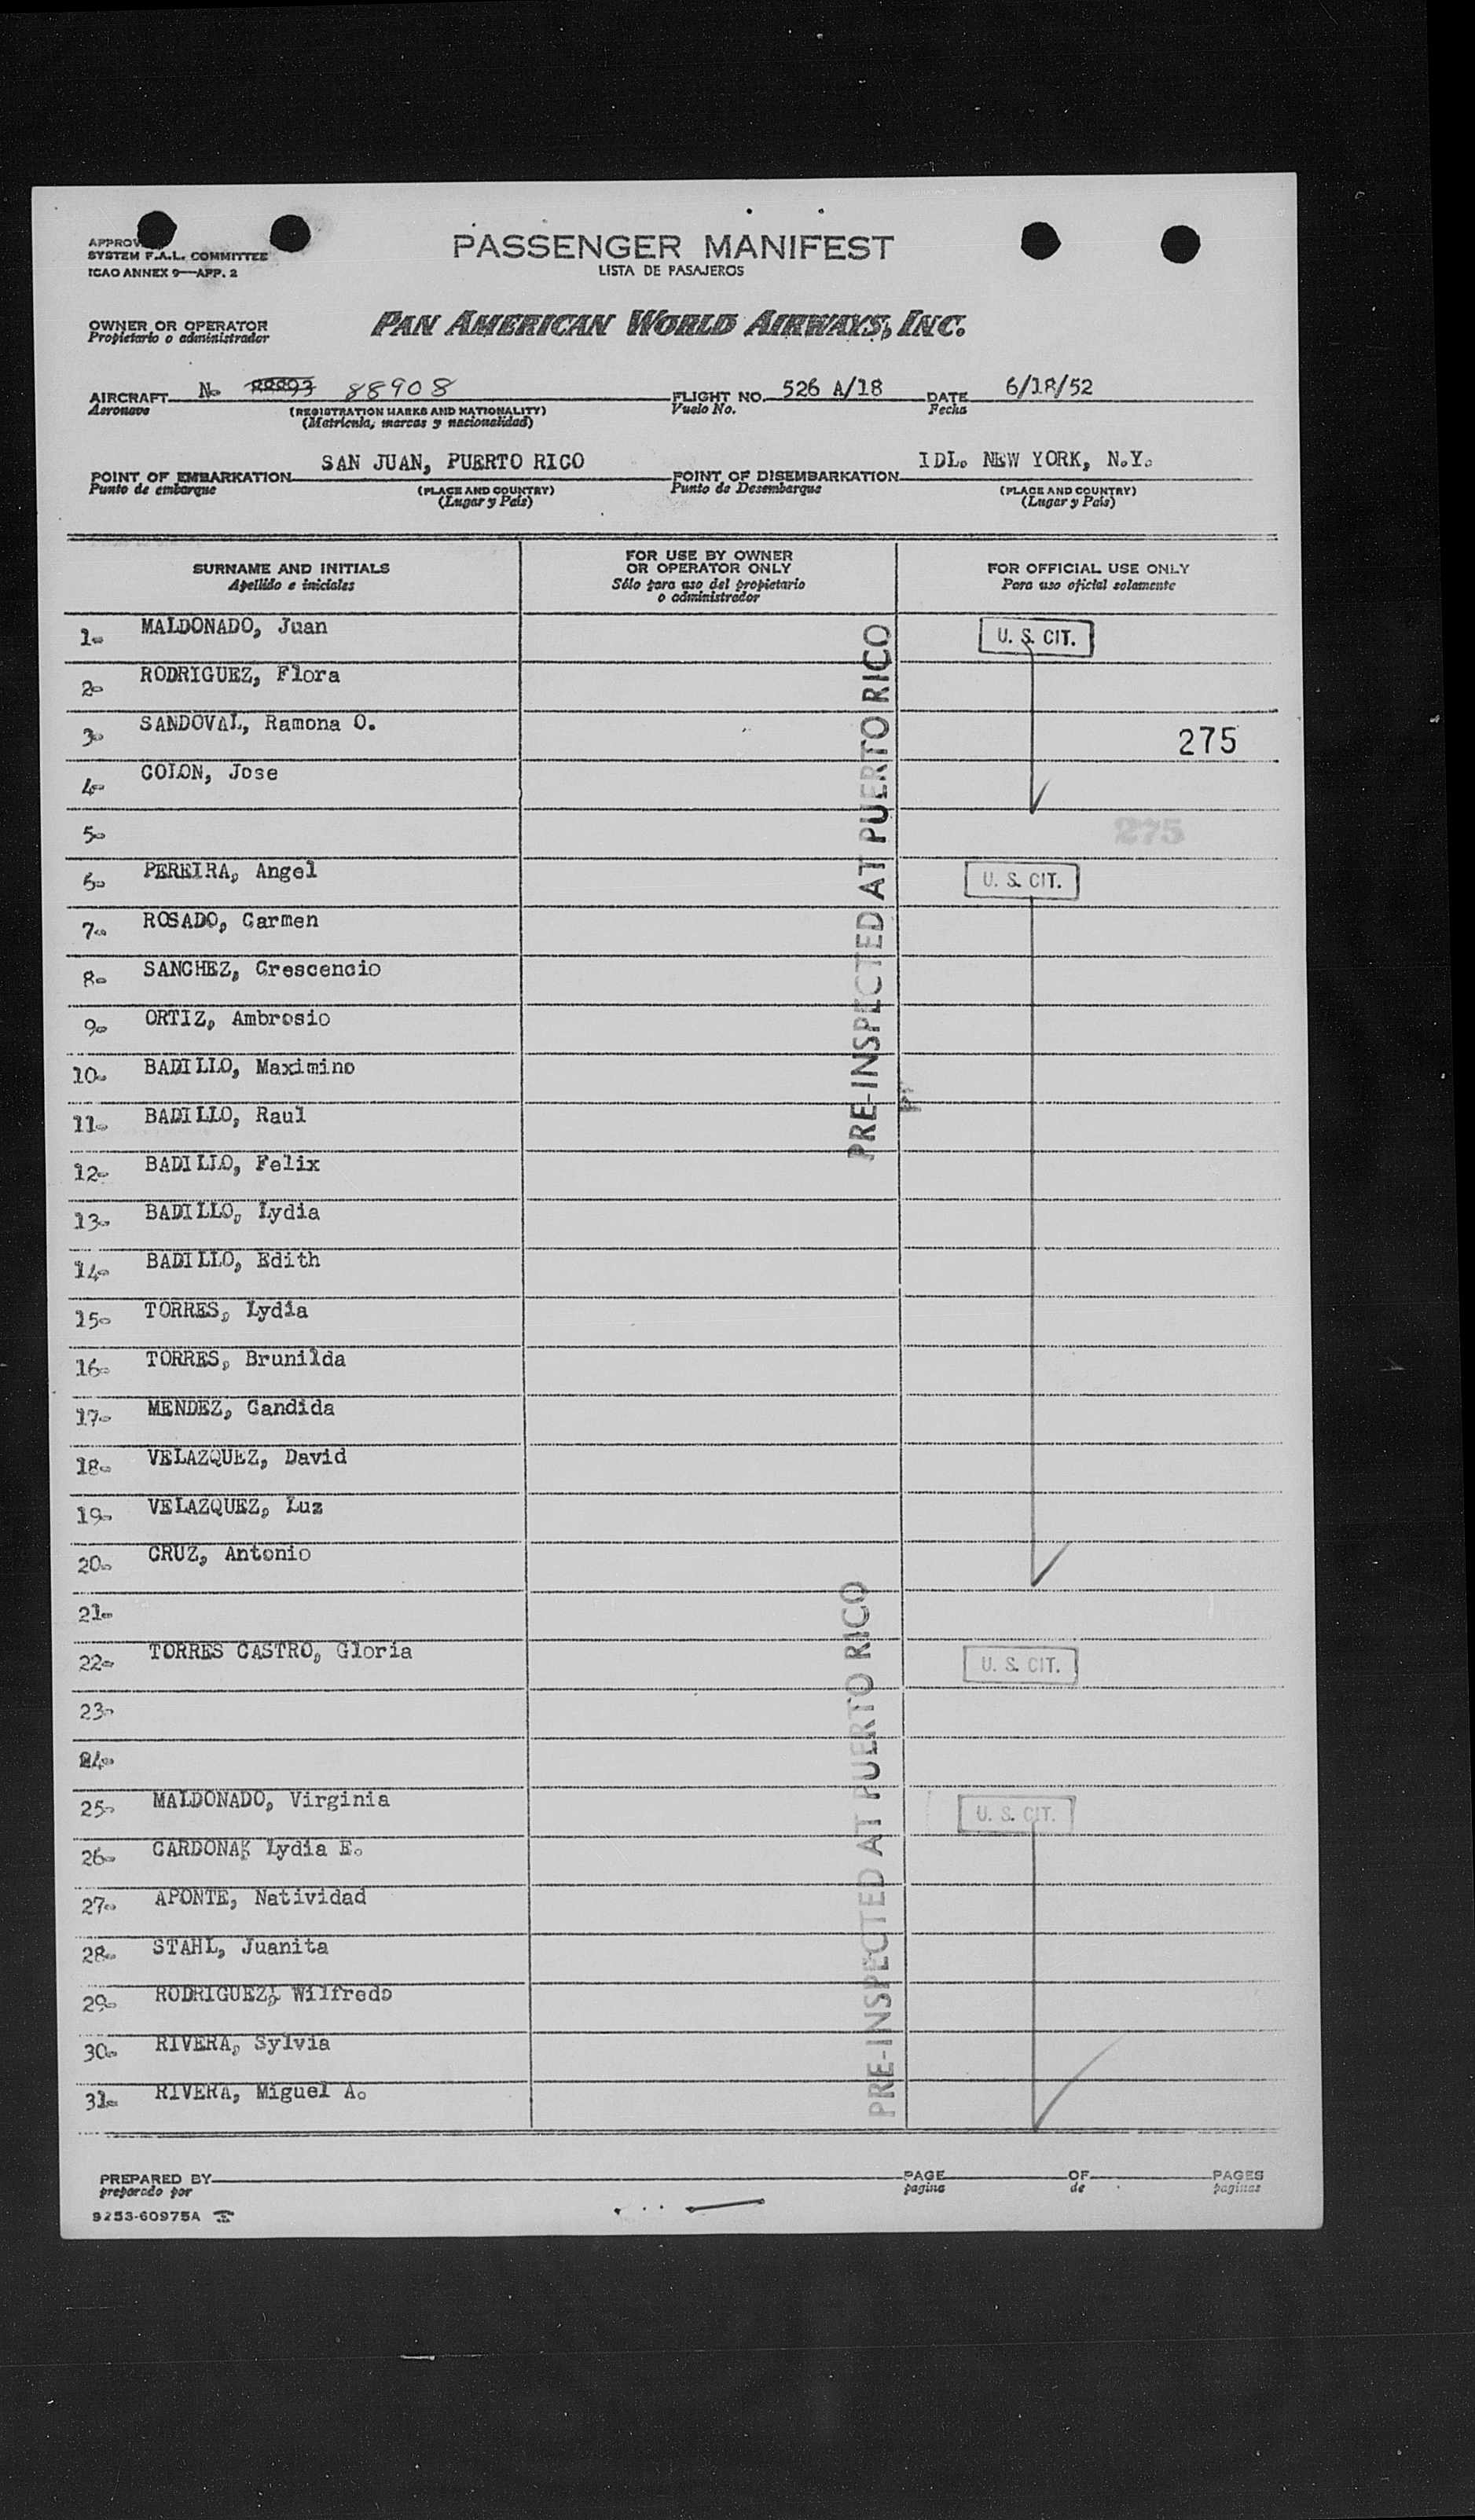 APPROV
SYSTEM F.A.L. COMMITTEE
ICAO ANNEX 9—APP. 2
PASSENGER MANIFEST
LISTA DE PASAJEROS
OWNER OR OPERATOR
Propietario o administrador
PAN AMERICAN WORLD AIRWAYS, INC.
AIRCRAFT N- 88908
Aeronave
(REGISTRATION MARKS AND NATIONALITY)
(Matrícula, marcas y nacionalidad)
FLIGHT NO. 526 A/18
Vuelo No.
DATE 6/18/52
Fecha
POINT OF EMBARKATION SAN JUAN, PUERTO RICO
Punto de embarque
(PLACE AND COUNTRY)
(Lugar y País)
POINT OF DISEMBARKATION IDL. NEW YORK, N.Y.
Punto de Desembarque
(PLACE AND COUNTRY)
(Lugar y País)
SURNAME AND INITIALS
Apellido e iniciales
FOR USE BY OWNER
OR OPERATOR ONLY
Sólo para uso del propietario
o administrador
FOR OFFICIAL USE ONLY
Para uso oficial solamente
1- MALDONADO, Juan U. S. CIT.
2- RODRIGUEZ, Flora
3- SANDOVAL, Ramona O. 275
4- COLON, Jose
5- 275
6- PEREIRA, Angel U. S. CIT.
7- ROSADO, Carmen
8- SANCHEZ, Crescencio
9- ORTIZ, Ambrosio
10- BADILLO, Maximino
11- BADILLO, Raul
12- BADILLO, Felix
13- BADILLO, Lydia
14- BADILLO, Edith
15- TORRES, Lydia
16- TORRES, Brunilda
17- MENDEZ, Candida
18- VELAZQUEZ, David
19- VELAZQUEZ, Luz
20- CRUZ, Antonio
21-
22- TORRES CASTRO, Gloria U. S. CIT.
23-
24-
25- MALDONADO, Virginia U. S. CIT.
26- CARDONA, Lydia E.
27- APONTE, Natividad
28- STAHL, Juanita
29- RODRIGUEZ, Wilfredo
30- RIVERA, Sylvia
31- RIVERA, Miguel A.
PRE-INSPECTED AT PUERTO RICO
PRE-INSPECTED AT PUERTO RICO
PREPARED BY
preparado por
PAGE OF PAGES
pagina de paginas
9253-60975A